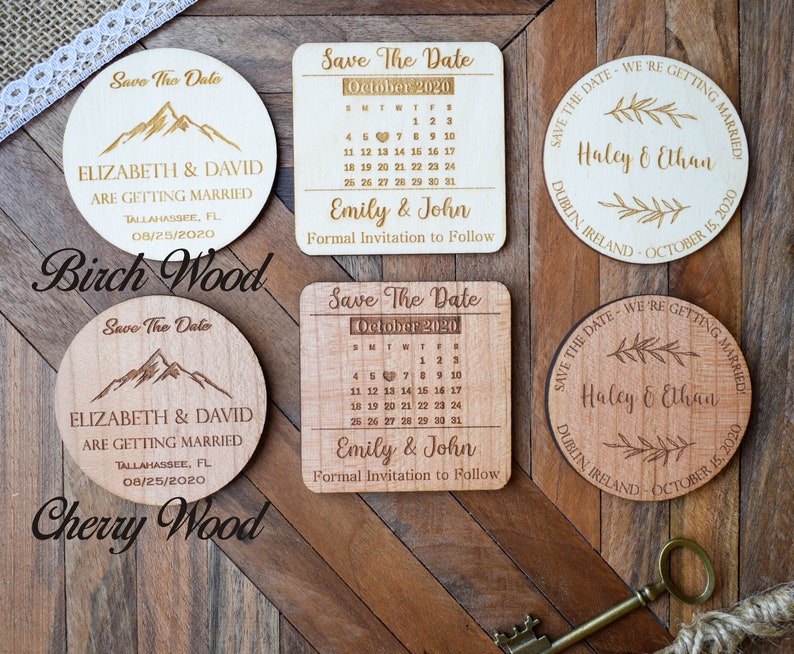 Save The Date
ELIZABETH & DAVID
ARE GETTING MARRIED
TALLAHASSEE, FL
08/25/2020
Save The Date
October 2020
S M T W T F S
1 2 3
4 5 7 8 9 10
11 12 13 14 15 16 17
18 19 20 21 22 23 24
25 26 27 28 29 30 31
Emily & John
Formal Invitation to Follow
SAVE THE DATE - WE'RE GETTING MARRIED!
Haley & Ethan
DUBLIN, IRELAND - OCTOBER 15, 2020
Birch Wood
Save The Date
ELIZABETH & DAVID
ARE GETTING MARRIED
TALLAHASSEE, FL
08/25/2020
Save The Date
October 2020
S M T W T F S
1 2 3
4 5 7 8 9 10
11 12 13 14 15 16 17
18 19 20 21 22 23 24
25 26 27 28 29 30 31
Emily & John
Formal Invitation to Follow
SAVE THE DATE - WE'RE GETTING MARRIED!
Haley & Ethan
DUBLIN, IRELAND - OCTOBER 15, 2020
Cherry Wood